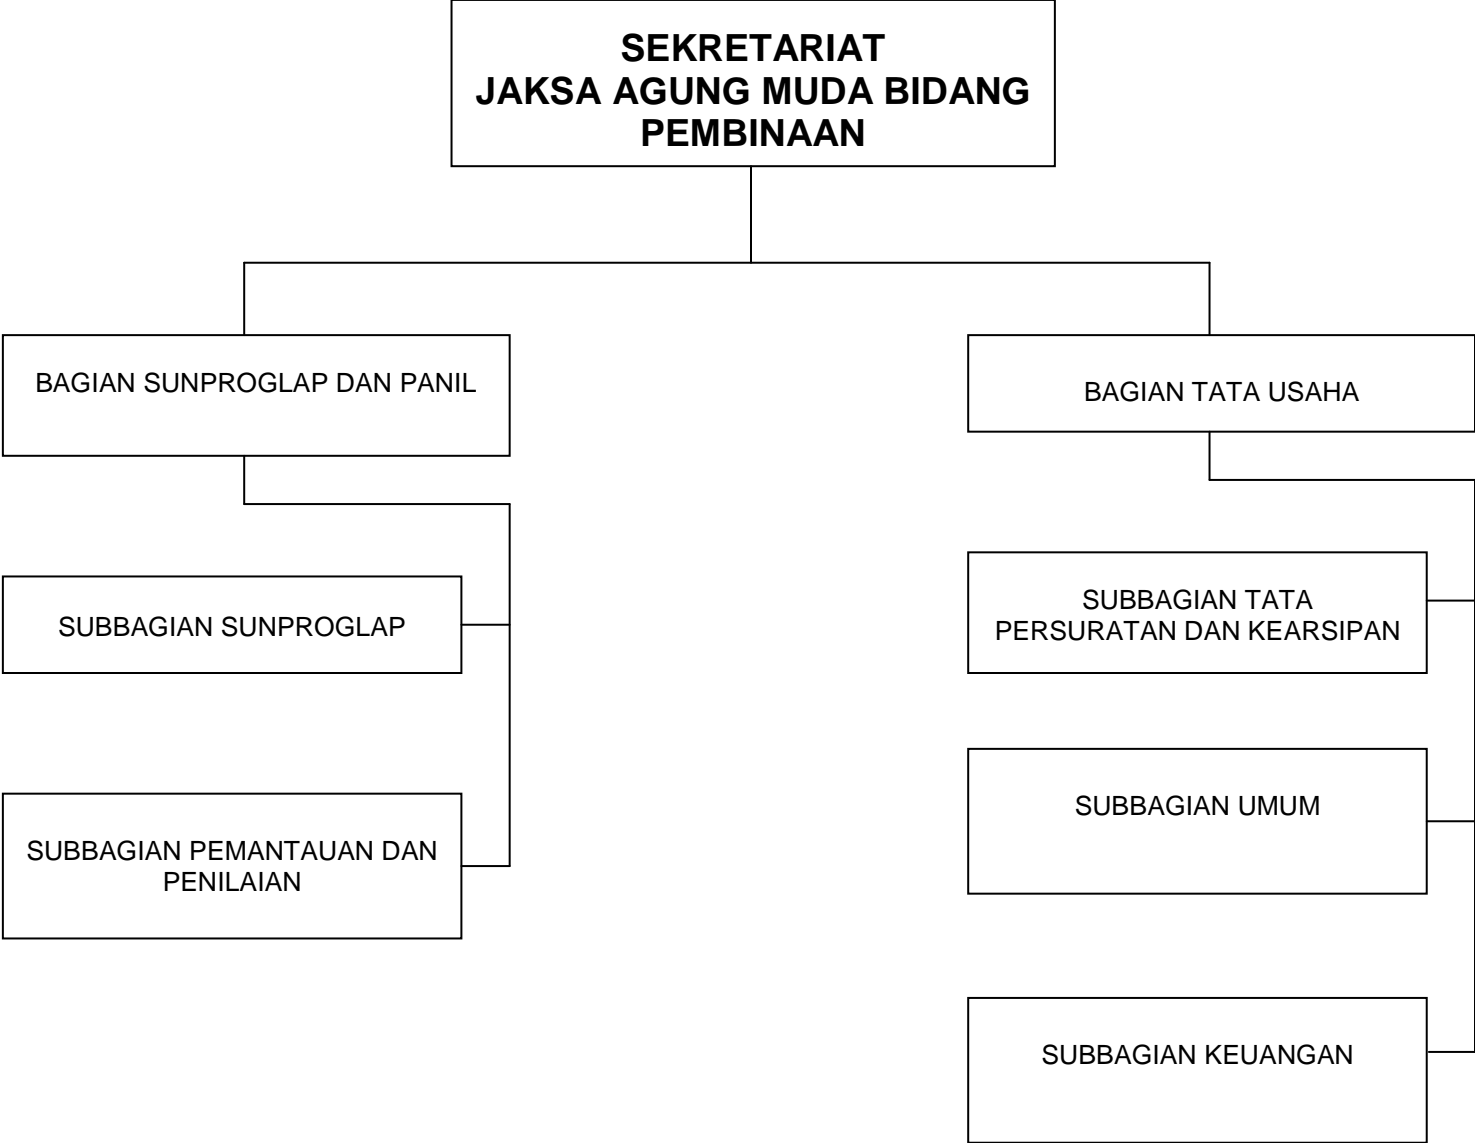 SEKRETARIAT
JAKSA AGUNG MUDA BIDANG
PEMBINAAN
BAGIAN SUNPROGLAP DAN PANIL
BAGIAN TATA USAHA
SUBBAGIAN SUNPROGLAP
SUBBAGIAN PEMANTAUAN DAN
PENILAIAN
SUBBAGIAN TATA
PERSURATAN DAN KEARSIPAN
SUBBAGIAN UMUM
SUBBAGIAN KEUANGAN